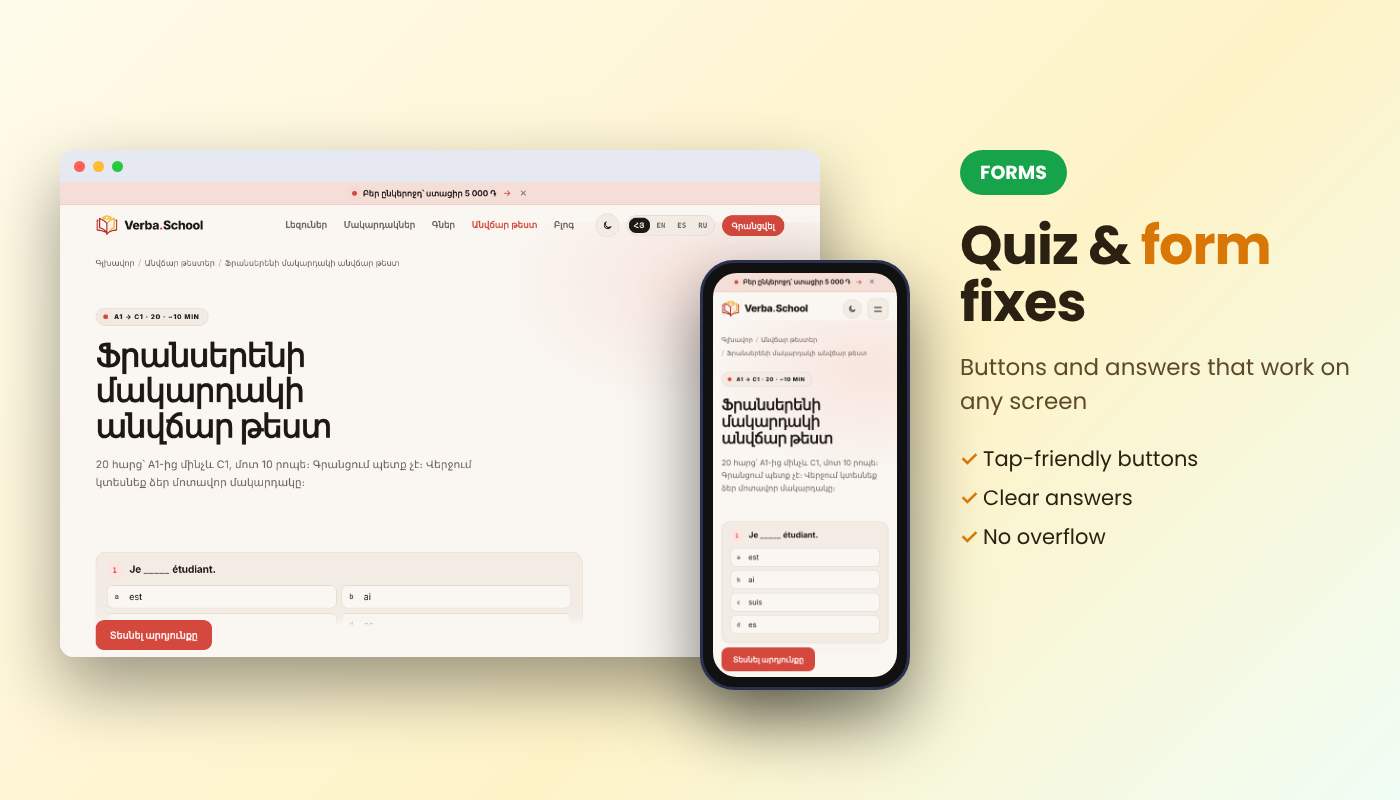 Բեր ընկերոջդ՝ ստացիր 5 000 ֏ → ×
Verba.School
Լեզուներ Մակարդակներ Գներ Անվճար թեստ Բլոգ ՀՅ EN ES RU Գրանցվել
Գլխավոր / Անվճար թեստեր / Ֆրանսերենի մակարդակի անվճար թեստ
A1 → C1 · 20 · ~10 MIN
Ֆրանսերենի
մակարդակի
անվճար թեստ
20 հարց՝ A1-ից մինչև C1, մոտ 10 րոպե։ Գրանցում պետք չէ։ Վերջում
կտեսնեք ձեր մոտավոր մակարդակը։
1 Je _____ étudiant.
a est b ai
Տեսնել արդյունքը
Բեր ընկերոջդ՝ ստացիր 5 000 ֏ → ×
Verba.School
Գլխավոր / Անվճար թեստեր
/ Ֆրանսերենի մակարդակի անվճար թեստ
A1 → C1 · 20 · ~10 MIN
Ֆրանսերենի
մակարդակի
անվճար թեստ
20 հարց՝ A1-ից մինչև C1, մոտ 10 րոպե։
Գրանցում պետք չէ։ Վերջում կտեսնեք
ձեր մոտավոր մակարդակը։
1 Je _____ étudiant.
a est
b ai
c suis
d es
Տեսնել արդյունքը
FORMS
Quiz & form
fixes
Buttons and answers that work on
any screen
✓ Tap-friendly buttons
✓ Clear answers
✓ No overflow